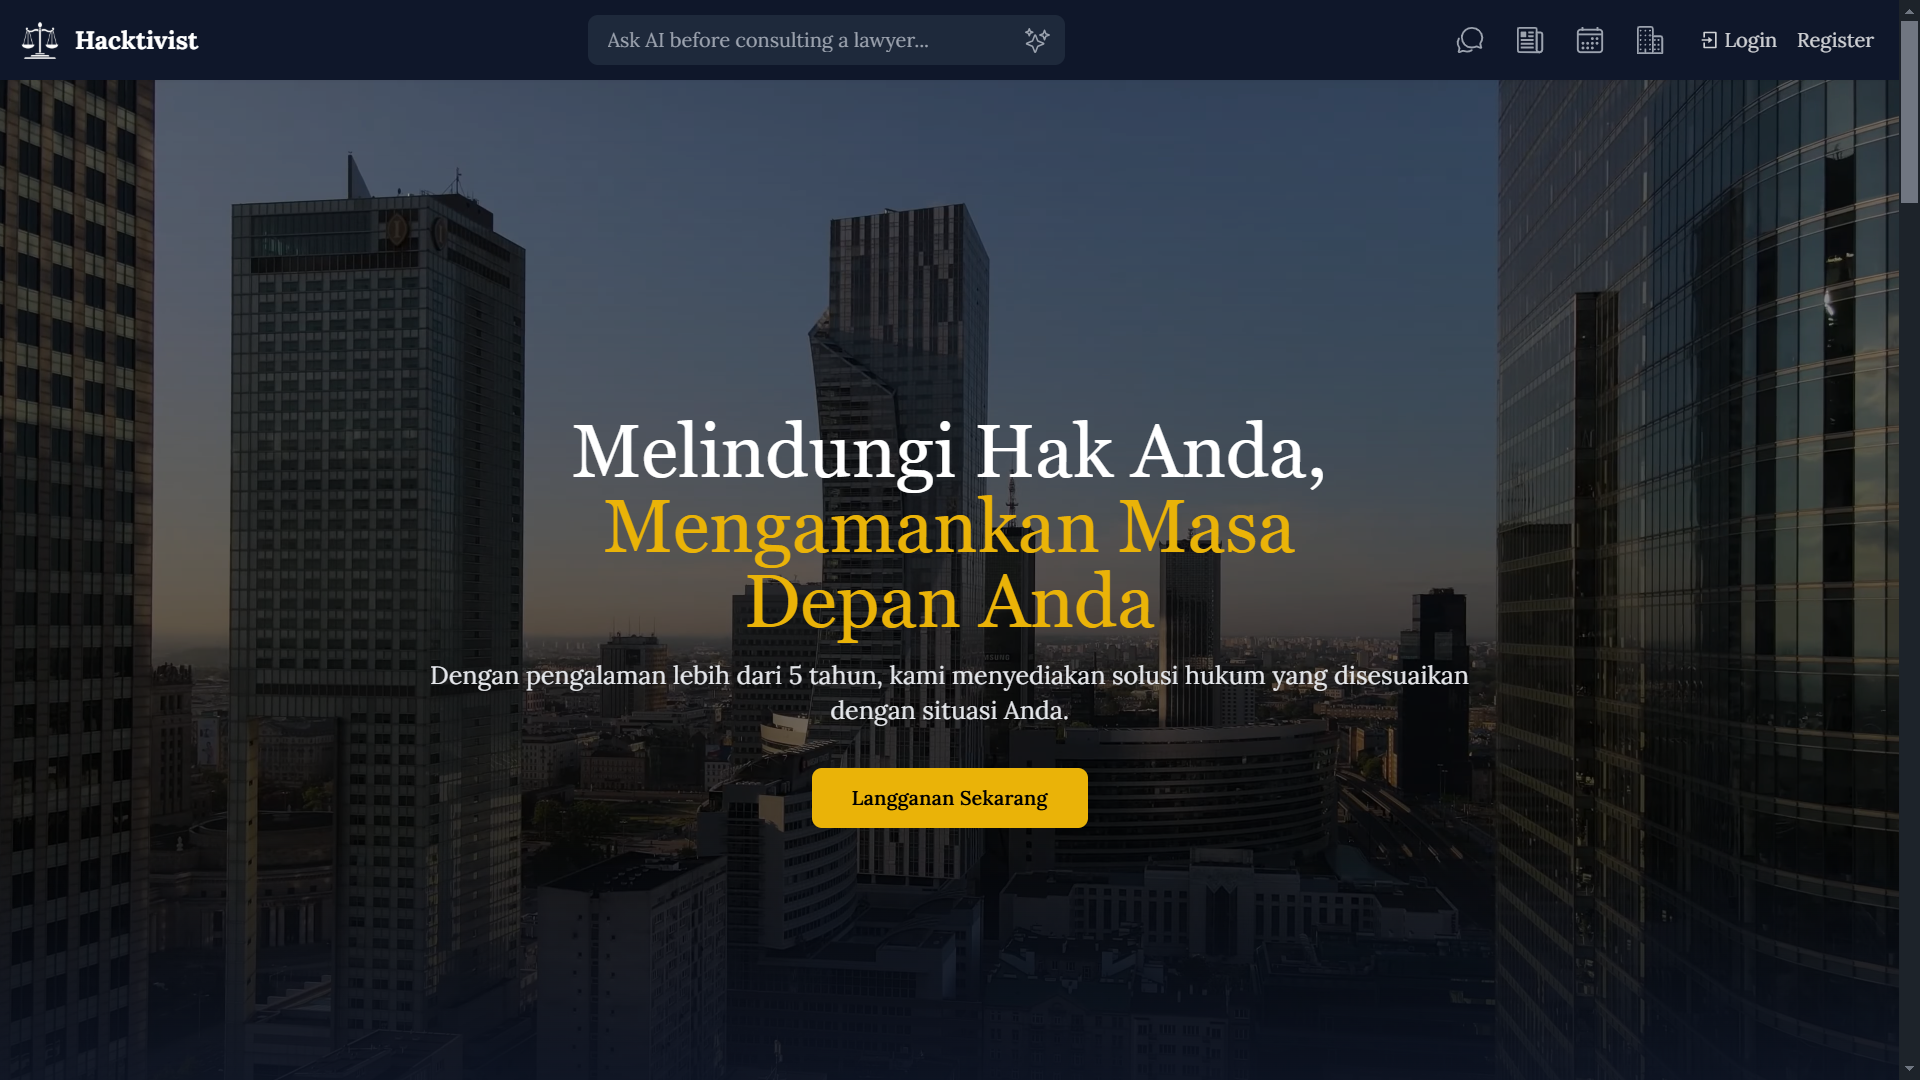 Hacktivist
Ask AI before consulting a lawyer...
Login
Register
Melindungi Hak Anda,
Mengamankan Masa
Depan Anda
Dengan pengalaman lebih dari 5 tahun, kami menyediakan solusi hukum yang disesuaikan
dengan situasi Anda.
Langganan Sekarang